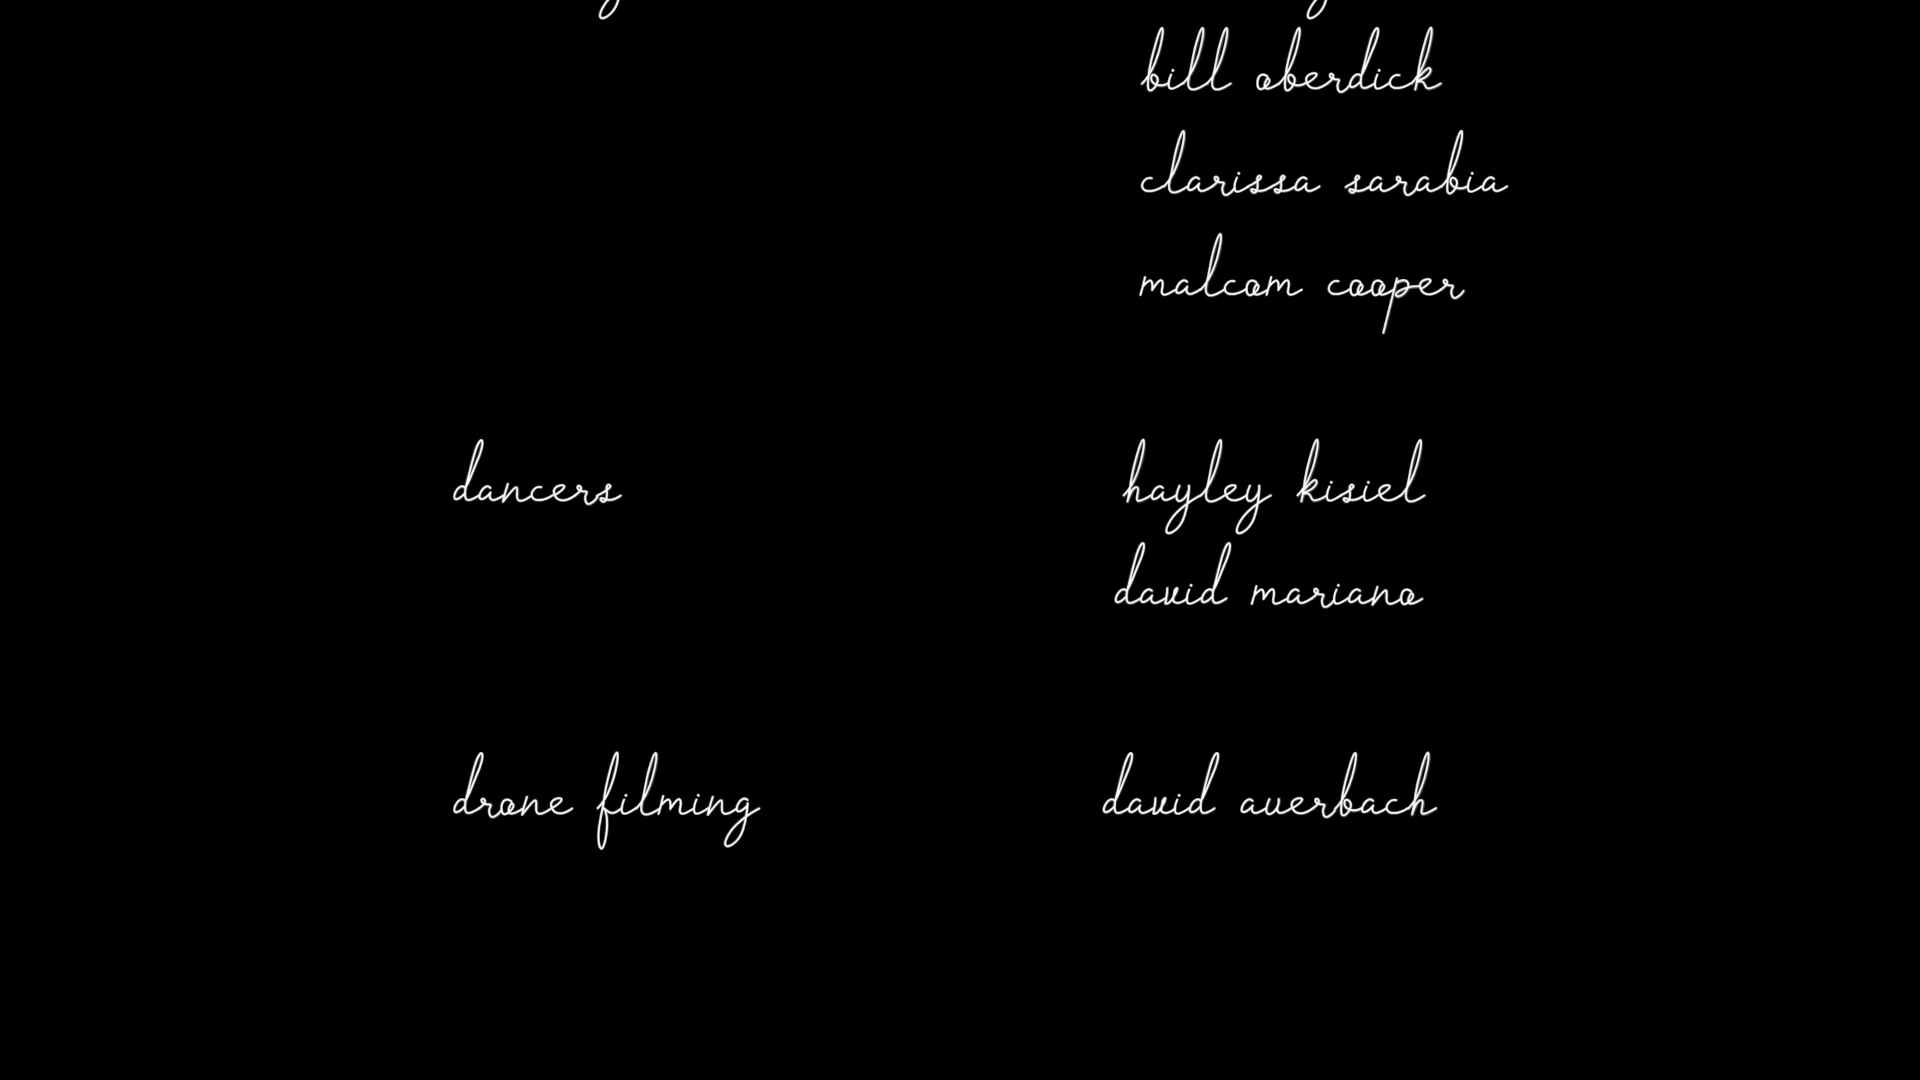 bill oberdick
clarissa sarabia
malcom cooper
dancers hayley kisiel
david mariano
drone filming david auerbach